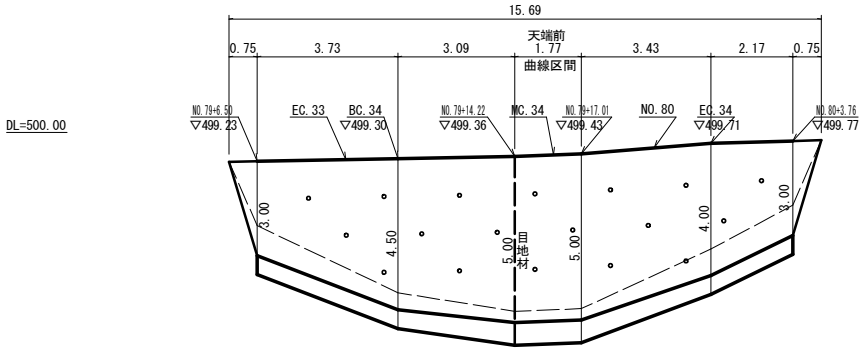 15.69
天端前
0.75 3.73 3.09 1.77 3.43 2.17 0.75
曲線区間
NO.79+6.50 EC.33 BC.34 NO.79+14.22 MC.34 NO.79+17.01 NO.80 EC.34 NO.80+3.76
DL=500.00
▽499.23 ▽499.30 ▽499.36 ▽499.43 ▽499.71 ▽499.77
3.00 4.50 5.00 目地材 5.00 4.00 3.00